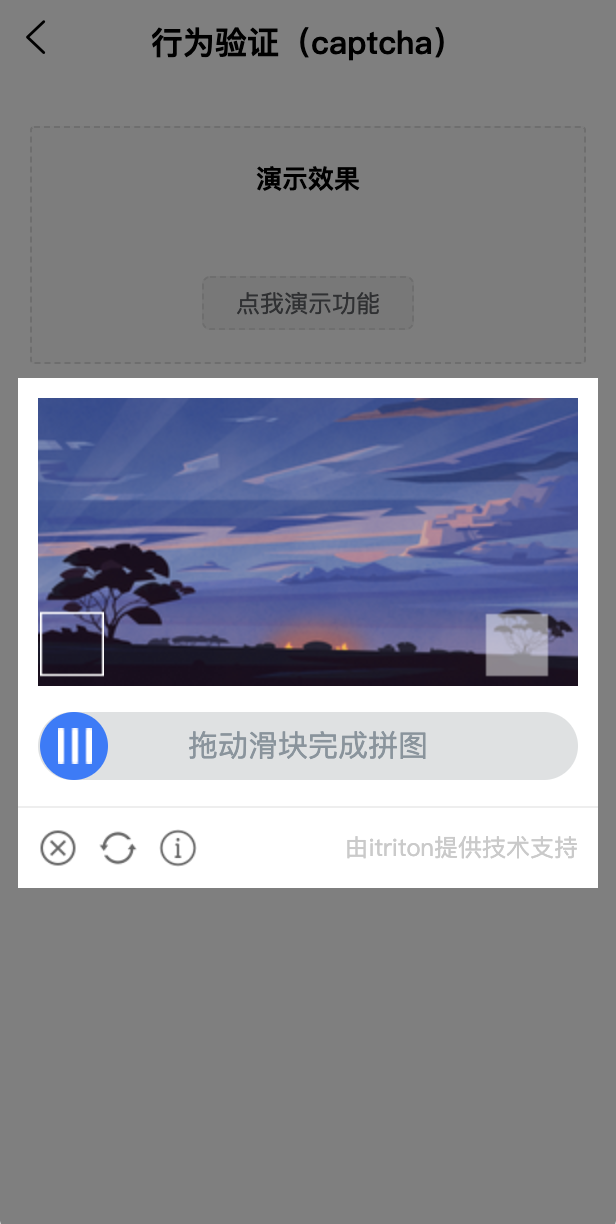 行为验证（captcha）
演示效果
点我演示功能
拖动滑块完成拼图
由itriton提供技术支持